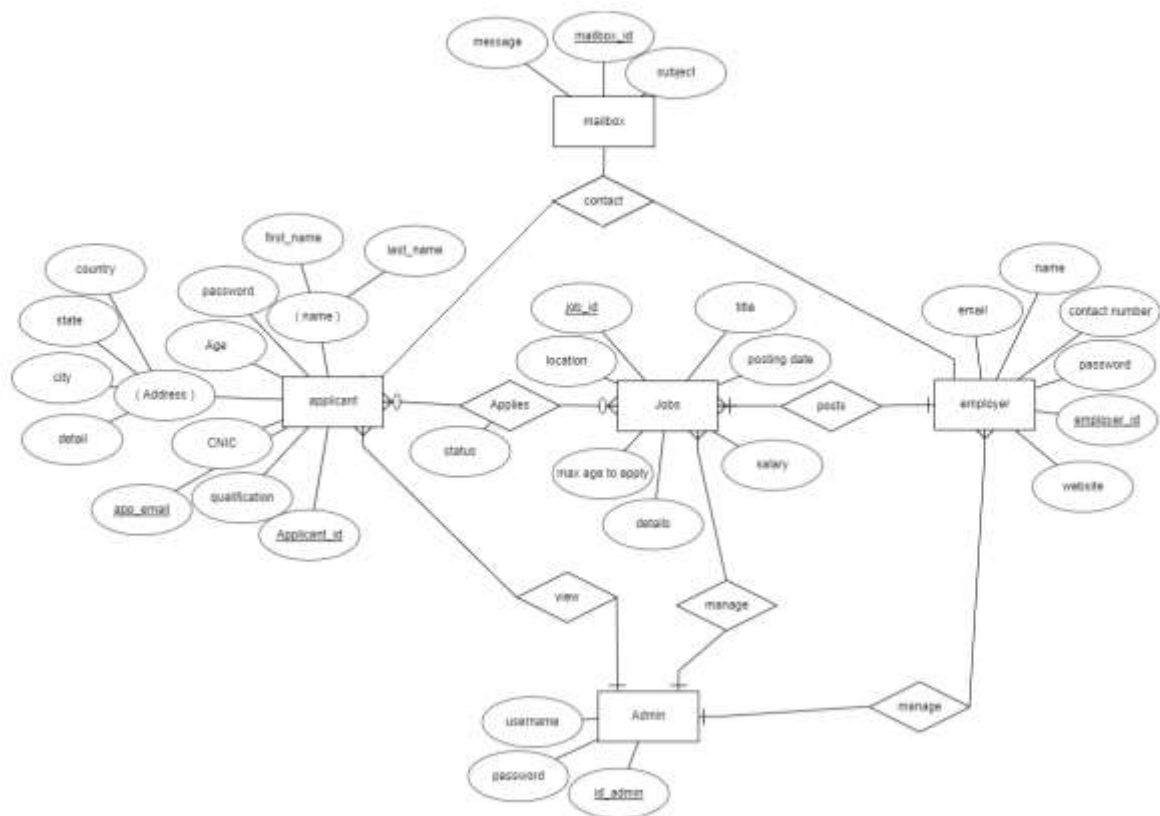 message
mailbox_id
subject
mailbox
contact
first_name
last_name
country
password
( name )
state
Age
city
( Address )
applicant
detail
CNIC
app_email
qualification
Applicant_id
Applies
status
job_id
title
location
posting date
Jobs
max age to apply
salary
details
posts
name
email
contact number
password
employer
employer_id
website
view
manage
manage
Admin
username
password
id_admin